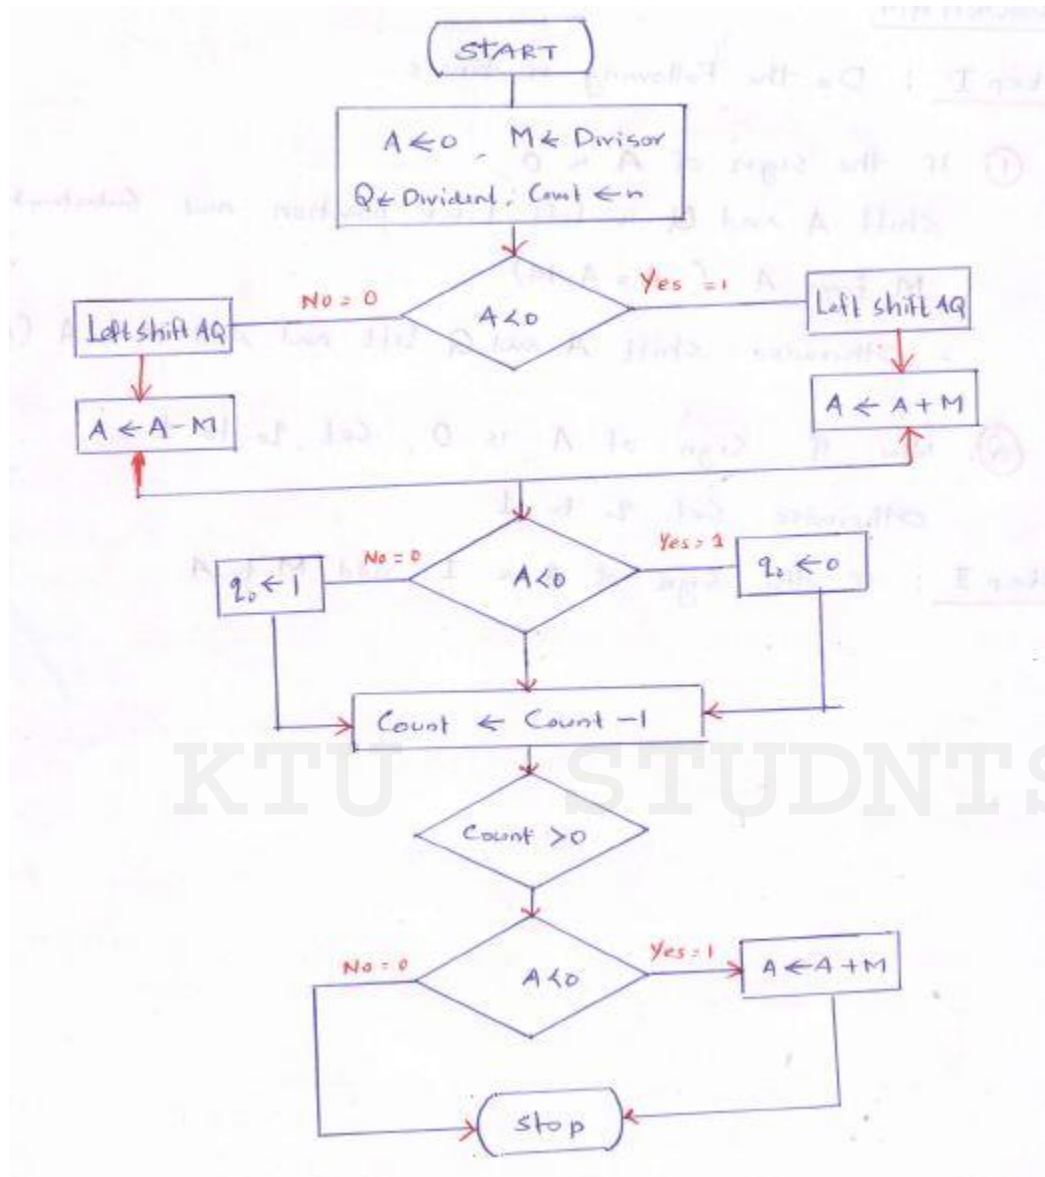 START
A ← 0, M ← Divisor
Q ← Dividend; Count ← n
No = 0
A < 0
Yes = 1
Left shift AQ
Left shift AQ
A ← A - M
A ← A + M
No = 0
A < 0
Yes = 1
q₀ ← 1
q₀ ← 0
Count ← Count - 1
KTU STUDNTS
Count > 0
No = 0
A < 0
Yes = 1
A ← A + M
Stop